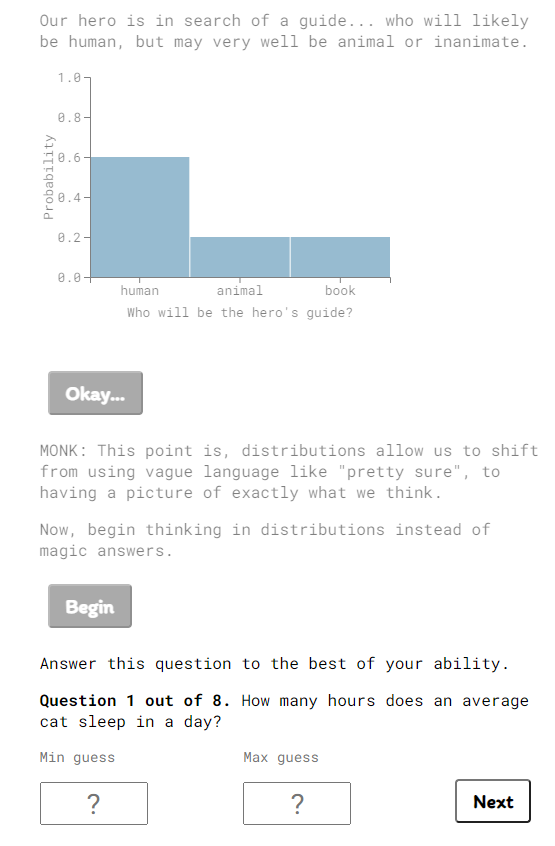 Our hero is in search of a guide... who will likely
be human, but may very well be animal or inanimate.
1.0
0.8
0.6
0.4
0.2
0.0
Probability
human animal book
Who will be the hero's guide?
Okay...
MONK: This point is, distributions allow us to shift
from using vague language like "pretty sure", to
having a picture of exactly what we think.
Now, begin thinking in distributions instead of
magic answers.
Begin
Answer this question to the best of your ability.
Question 1 out of 8. How many hours does an average
cat sleep in a day?
Min guess Max guess
? ? Next